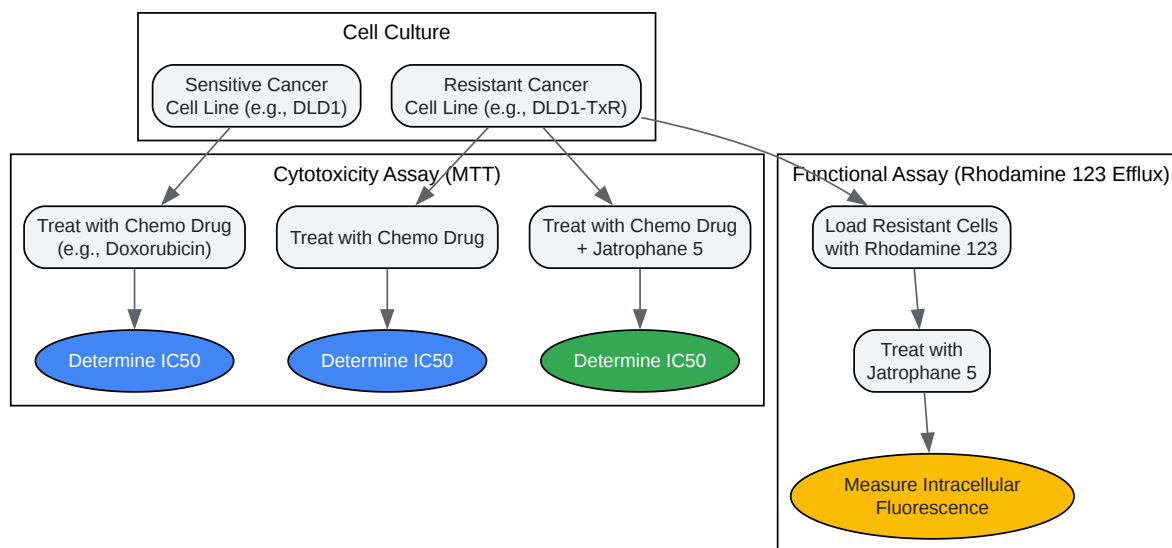 Cell Culture
Sensitive Cancer
Cell Line (e.g., DLD1)
Resistant Cancer
Cell Line (e.g., DLD1-TxR)
Cytotoxicity Assay (MTT)
Treat with Chemo Drug
(e.g., Doxorubicin)
Treat with Chemo Drug
Treat with Chemo Drug
+ Jatrophane 5
Determine IC50
Determine IC50
Determine IC50
Functional Assay (Rhodamine 123 Efflux)
Load Resistant Cells
with Rhodamine 123
Treat with
Jatrophane 5
Measure Intracellular
Fluorescence